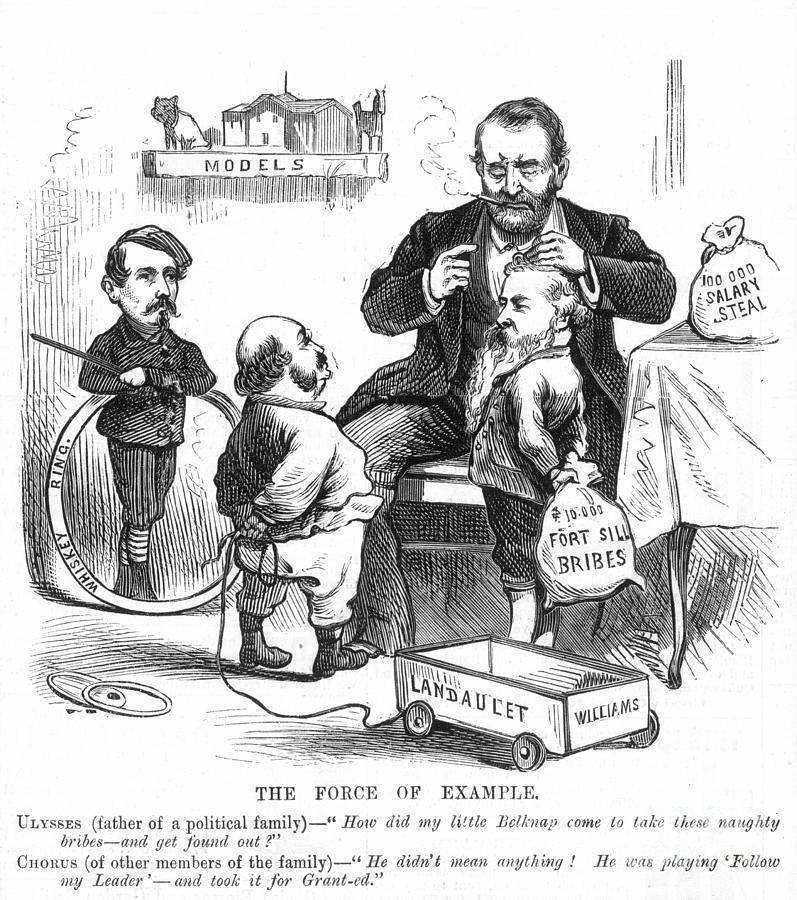 MODELS
100 000
SALARY
STEAL
WHISKEY RING.
$10.000
FORT SILL
BRIBES
LANDAULET
WILLIAMS
THE FORCE OF EXAMPLE.
ULYSSES (father of a political family)—“How did my little Belknap come to take these naughty
bribes—and get found out?”
CHORUS (of other members of the family)—“He didn't mean anything! He was playing ‘Follow
my Leader’—and took it for Grant-ed.”